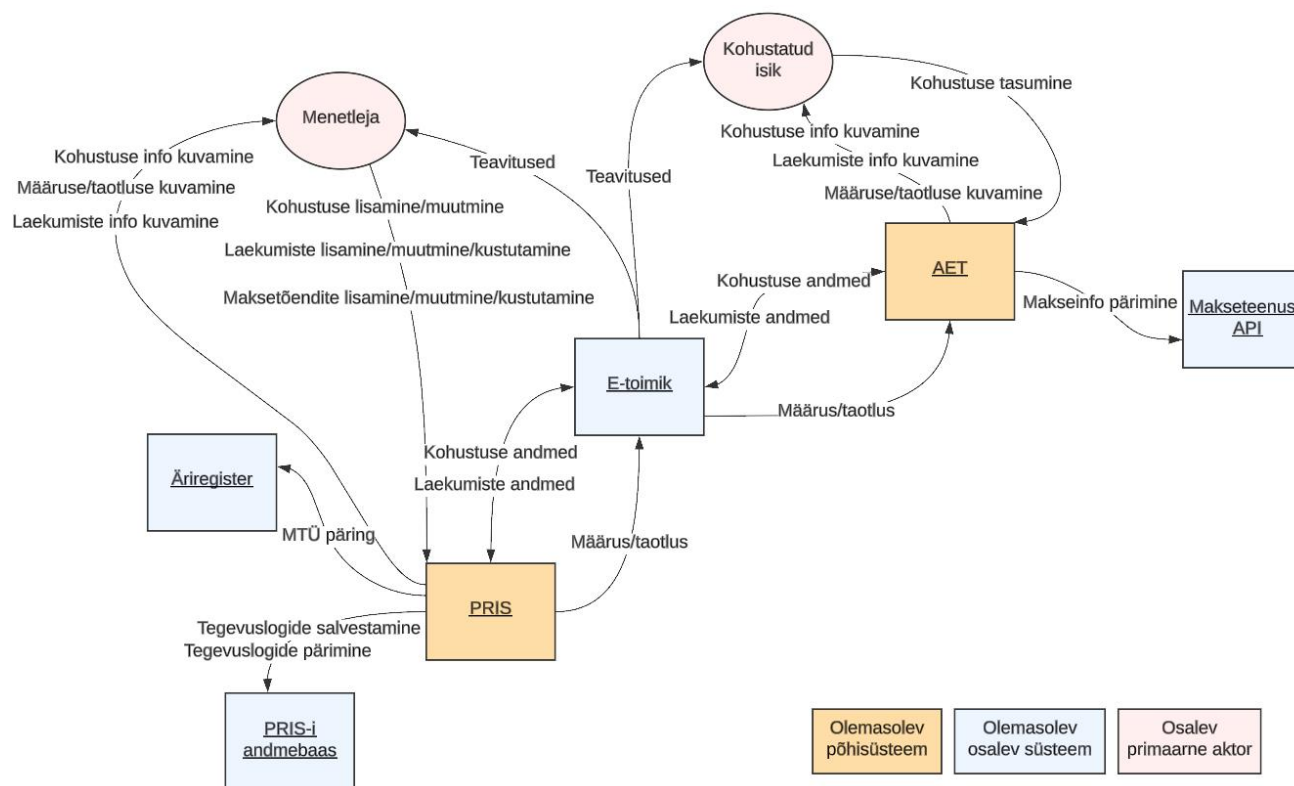 Kohustatud
isik
Kohustuse tasumine
Menetleja
Kohustuse info kuvamine
Laekumiste info kuvamine
Määruse/taotluse kuvamine
Kohustuse info kuvamine
Määruse/taotluse kuvamine
Laekumiste info kuvamine
Teavitused
Teavitused
Kohustuse lisamine/muutmine
Laekumiste lisamine/muutmine/kustutamine
Maksetõendite lisamine/muutmine/kustutamine
AET
Kohustuse andmed
Laekumiste andmed
Makseinfo pärimine
Makseteenus
API
E-toimik
Määrus/taotlus
Kohustuse andmed
Laekumiste andmed
Äriregister
MTÜ päring
Määrus/taotlus
PRIS
Tegevuslogide salvestamine
Tegevuslogide pärimine
PRIS-i
andmebaas
Olemasolev
põhisüsteem
Olemasolev
osalev süsteem
Osalev
primaarne aktor